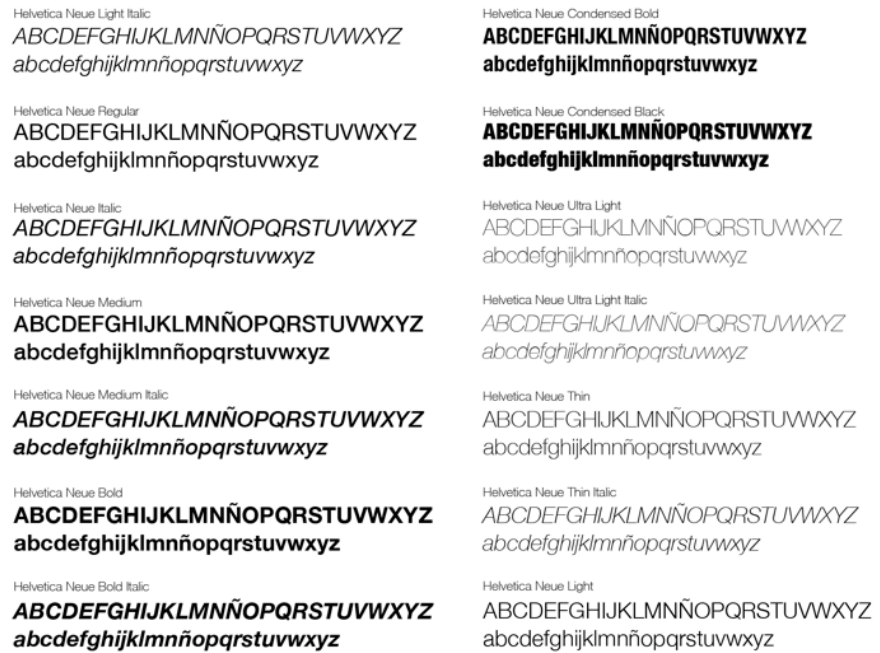 Helvetica Neue Light Italic
ABCDEFGHIJKLMNÑOPQRSTUVWXYZ
abcdefghijklmnñopqrstuvwxyz
Helvetica Neue Regular
ABCDEFGHIJKLMNÑOPQRSTUVWXYZ
abcdefghijklmnñopqrstuvwxyz
Helvetica Neue Italic
ABCDEFGHIJKLMNÑOPQRSTUVWXYZ
abcdefghijklmnñopqrstuvwxyz
Helvetica Neue Medium
ABCDEFGHIJKLMNÑOPQRSTUVWXYZ
abcdefghijklmnñopqrstuvwxyz
Helvetica Neue Medium Italic
ABCDEFGHIJKLMNÑOPQRSTUVWXYZ
abcdefghijklmnñopqrstuvwxyz
Helvetica Neue Bold
ABCDEFGHIJKLMNÑOPQRSTUVWXYZ
abcdefghijklmnñopqrstuvwxyz
Helvetica Neue Bold Italic
ABCDEFGHIJKLMNÑOPQRSTUVWXYZ
abcdefghijklmnñopqrstuvwxyz
Helvetica Neue Condensed Bold
ABCDEFGHIJKLMNÑOPQRSTUVWXYZ
abcdefghijklmnñopqrstuvwxyz
Helvetica Neue Condensed Black
ABCDEFGHIJKLMNÑOPQRSTUVWXYZ
abcdefghijklmnñopqrstuvwxyz
Helvetica Neue Ultra Light
ABCDEFGHIJKLMNÑOPQRSTUVWXYZ
abcdefghijklmnñopqrstuvwxyz
Helvetica Neue Ultra Light Italic
ABCDEFGHIJKLMNÑOPQRSTUVWXYZ
abcdefghijklmnñopqrstuvwxyz
Helvetica Neue Thin
ABCDEFGHIJKLMNÑOPQRSTUVWXYZ
abcdefghijklmnñopqrstuvwxyz
Helvetica Neue Thin Italic
ABCDEFGHIJKLMNÑOPQRSTUVWXYZ
abcdefghijklmnñopqrstuvwxyz
Helvetica Neue Light
ABCDEFGHIJKLMNÑOPQRSTUVWXYZ
abcdefghijklmnñopqrstuvwxyz